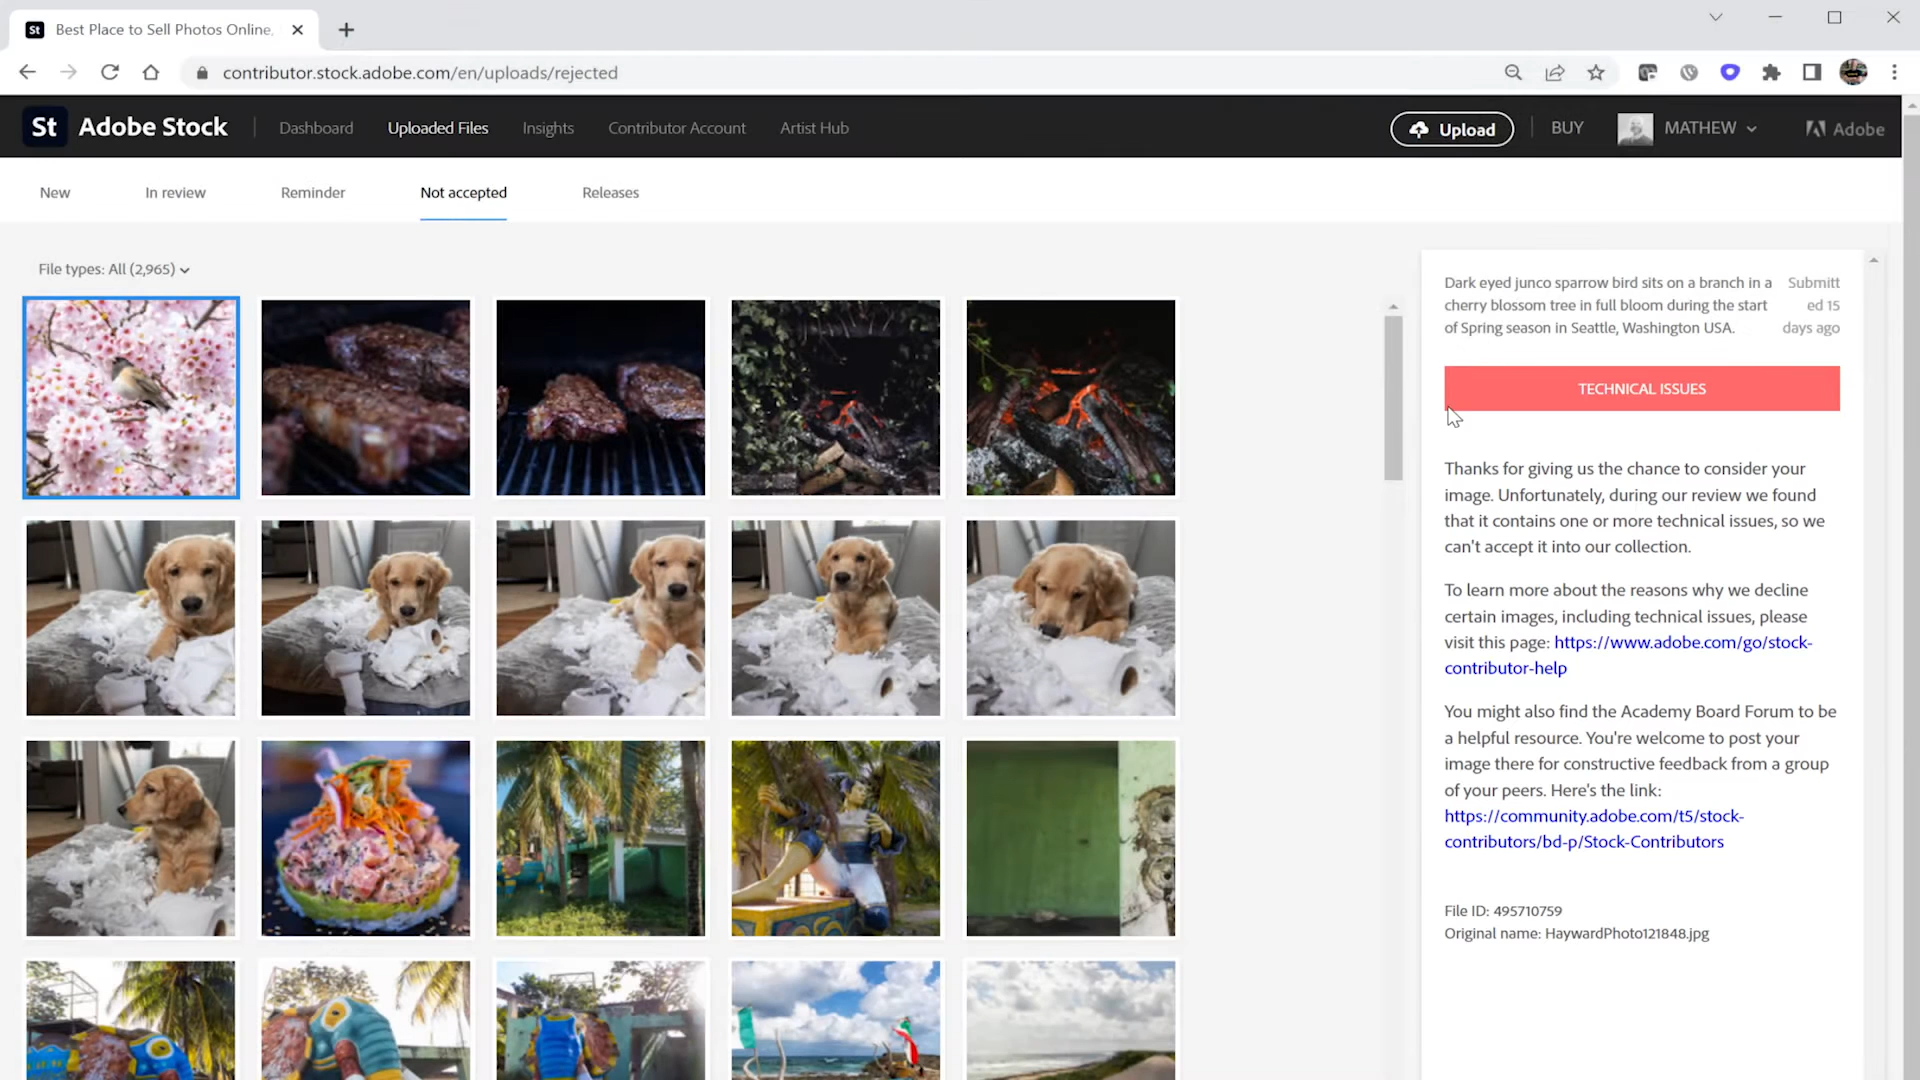 St Best Place to Sell Photos Online,
contributor.stock.adobe.com/en/uploads/rejected
St Adobe Stock Dashboard Uploaded Files Insights Contributor Account Artist Hub Upload BUY MATHEW Adobe
New In review Reminder Not accepted Releases
File types: All (2,965)
Dark eyed junco sparrow bird sits on a branch in a
cherry blossom tree in full bloom during the start
of Spring season in Seattle, Washington USA.
Submitt
ed 15
days ago
TECHNICAL ISSUES
Thanks for giving us the chance to consider your
image. Unfortunately, during our review we found
that it contains one or more technical issues, so we
can't accept it into our collection.
To learn more about the reasons why we decline
certain images, including technical issues, please
visit this page: https://www.adobe.com/go/stock-
contributor-help
You might also find the Academy Board Forum to be
a helpful resource. You're welcome to post your
image there for constructive feedback from a group
of your peers. Here's the link:
https://community.adobe.com/t5/stock-
contributors/bd-p/Stock-Contributors
File ID: 495710759
Original name: HaywardPhoto121848.jpg